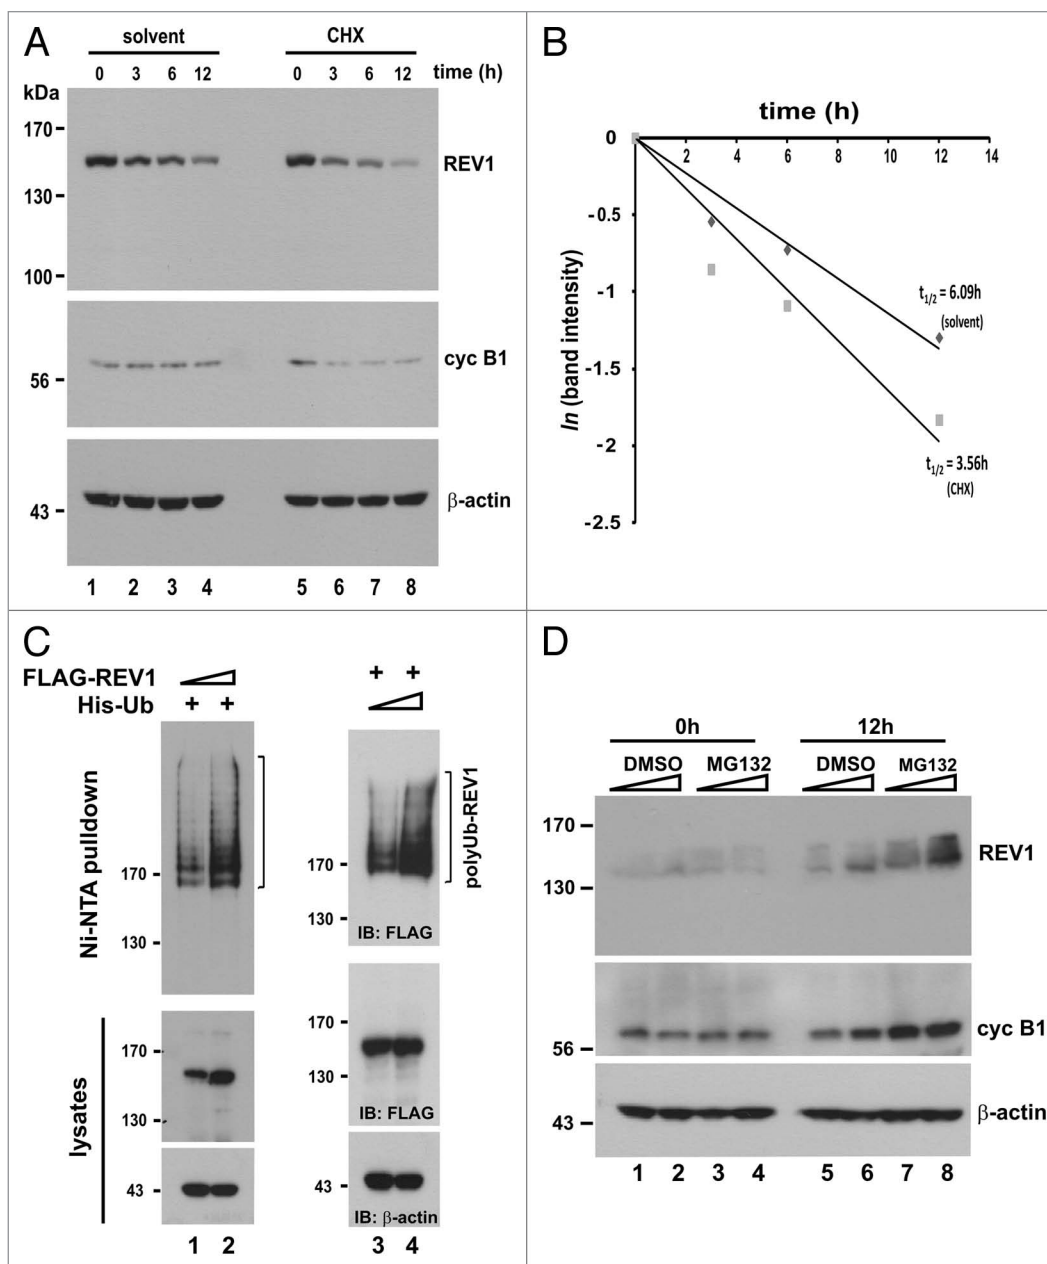 A
solvent CHX
0 3 6 12 0 3 6 12 time (h)
kDa
170
REV1
130
100
cyc B1
56
β-actin
43
1 2 3 4 5 6 7 8
B
time (h)
0
2 4 6 8 10 12 14
-0.5
-1
-1.5
-2
-2.5
ln (band intensity)
t1/2 = 6.09h
(solvent)
t1/2 = 3.56h
(CHX)
C
FLAG-REV1 + +
His-Ub + +
Ni-NTA pulldown
170
130
170
130
polyUb-REV1
IB: FLAG
lysates
170
130
170
130
IB: FLAG
43
43
IB: β-actin
1 2 3 4
D
0h 12h
DMSO MG132 DMSO MG132
170
REV1
130
cyc B1
56
β-actin
43
1 2 3 4 5 6 7 8